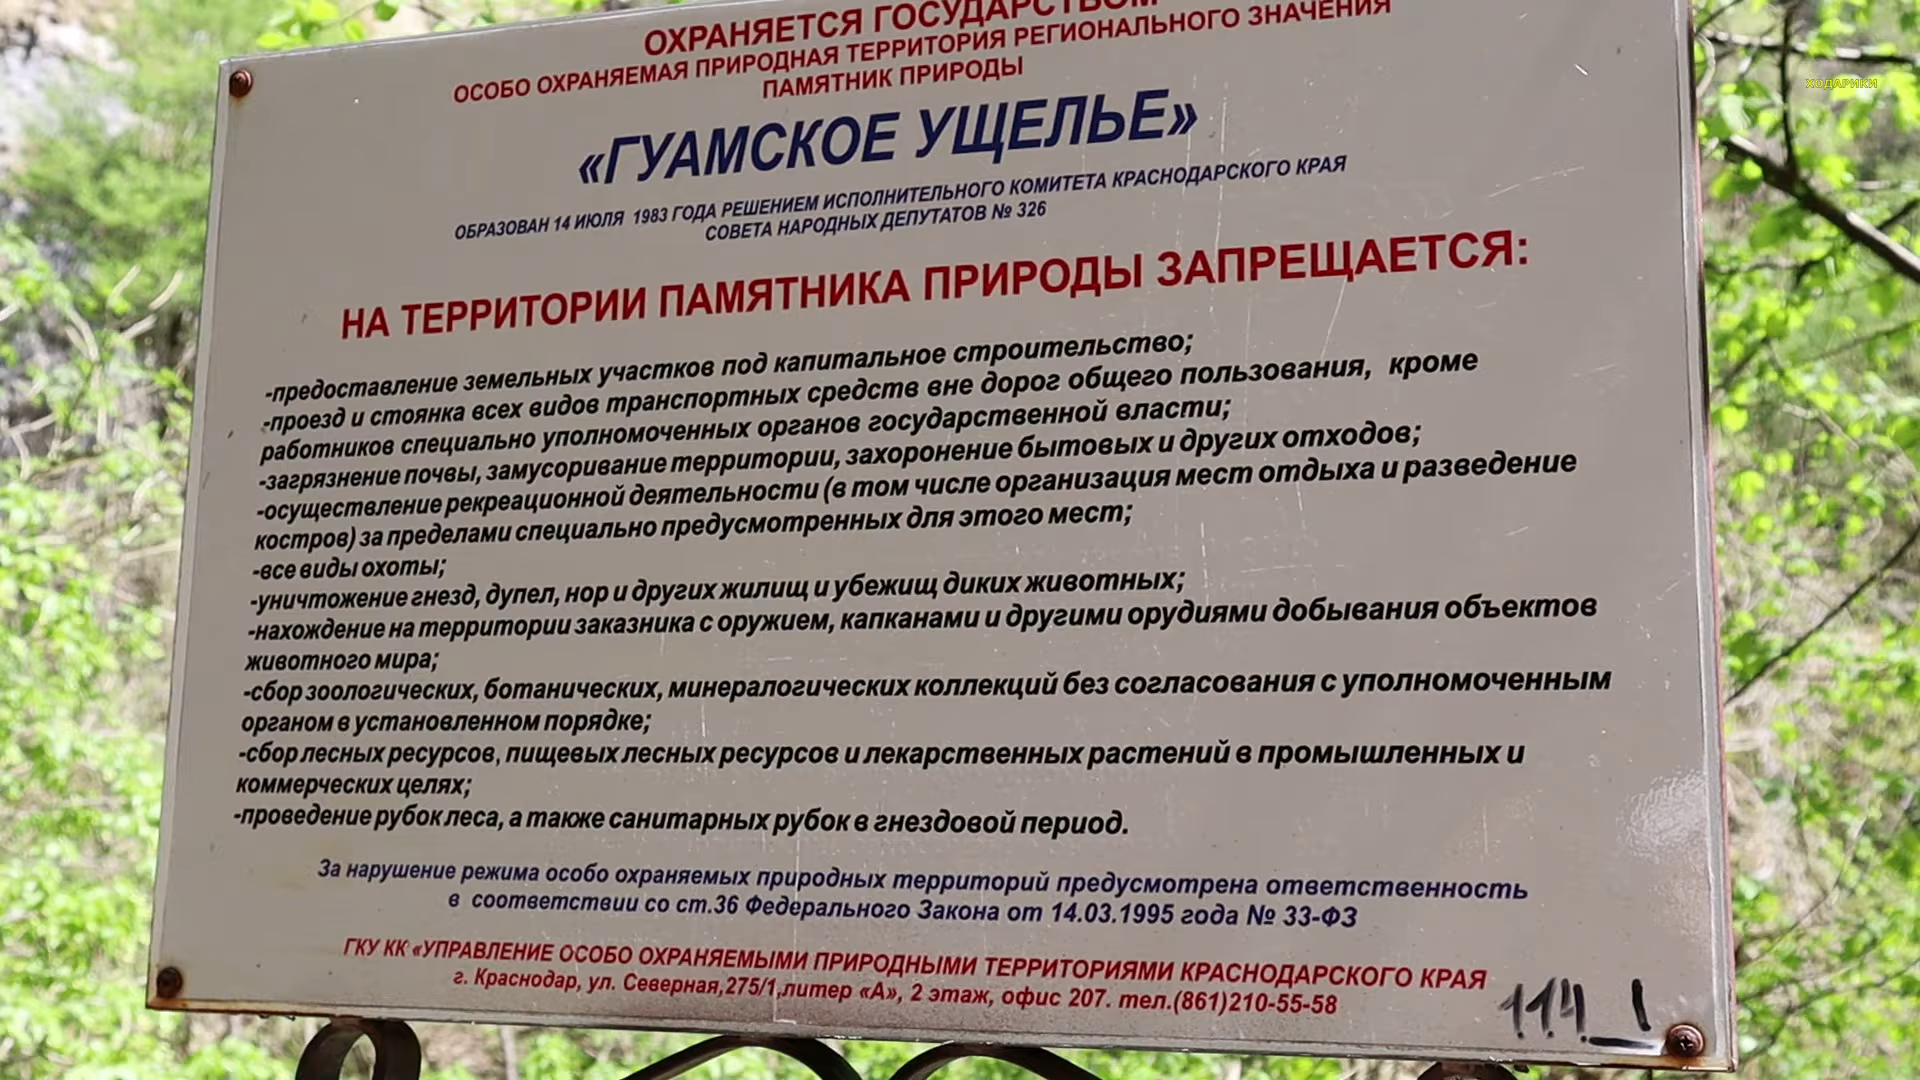 ОХРАНЯЕТСЯ ГОСУДАРСТВОМ
ОСОБО ОХРАНЯЕМАЯ ПРИРОДНАЯ ТЕРРИТОРИЯ РЕГИОНАЛЬНОГО ЗНАЧЕНИЯ
ПАМЯТНИК ПРИРОДЫ
«ГУАМСКОЕ УЩЕЛЬЕ»
ОБРАЗОВАН 14 ИЮЛЯ 1983 ГОДА РЕШЕНИЕМ ИСПОЛНИТЕЛЬНОГО КОМИТЕТА КРАСНОДАРСКОГО КРАЯ
СОВЕТА НАРОДНЫХ ДЕПУТАТОВ № 326
НА ТЕРРИТОРИИ ПАМЯТНИКА ПРИРОДЫ ЗАПРЕЩАЕТСЯ:
-предоставление земельных участков под капитальное строительство;
-проезд и стоянка всех видов транспортных средств вне дорог общего пользования, кроме
работников специально уполномоченных органов государственной власти;
-загрязнение почвы, замусоривание территории, захоронение бытовых и других отходов;
-осуществление рекреационной деятельности (в том числе организация мест отдыха и разведение
костров) за пределами специально предусмотренных для этого мест;
-все виды охоты;
-уничтожение гнезд, дупел, нор и других жилищ и убежищ диких животных;
-нахождение на территории заказника с оружием, капканами и другими орудиями добывания объектов
животного мира;
-сбор зоологических, ботанических, минералогических коллекций без согласования с уполномоченным
органом в установленном порядке;
-сбор лесных ресурсов, пищевых лесных ресурсов и лекарственных растений в промышленных и
коммерческих целях;
-проведение рубок леса, а также санитарных рубок в гнездовой период.
За нарушение режима особо охраняемых природных территорий предусмотрена ответственность
в соответствии со ст.36 Федерального Закона от 14.03.1995 года № 33-ФЗ
ГКУ КК «УПРАВЛЕНИЕ ОСОБО ОХРАНЯЕМЫМИ ПРИРОДНЫМИ ТЕРРИТОРИЯМИ КРАСНОДАРСКОГО КРАЯ
г. Краснодар, ул. Северная,275/1,литер «А», 2 этаж, офис 207. тел.(861)210-55-58
ХОДАРИКИ